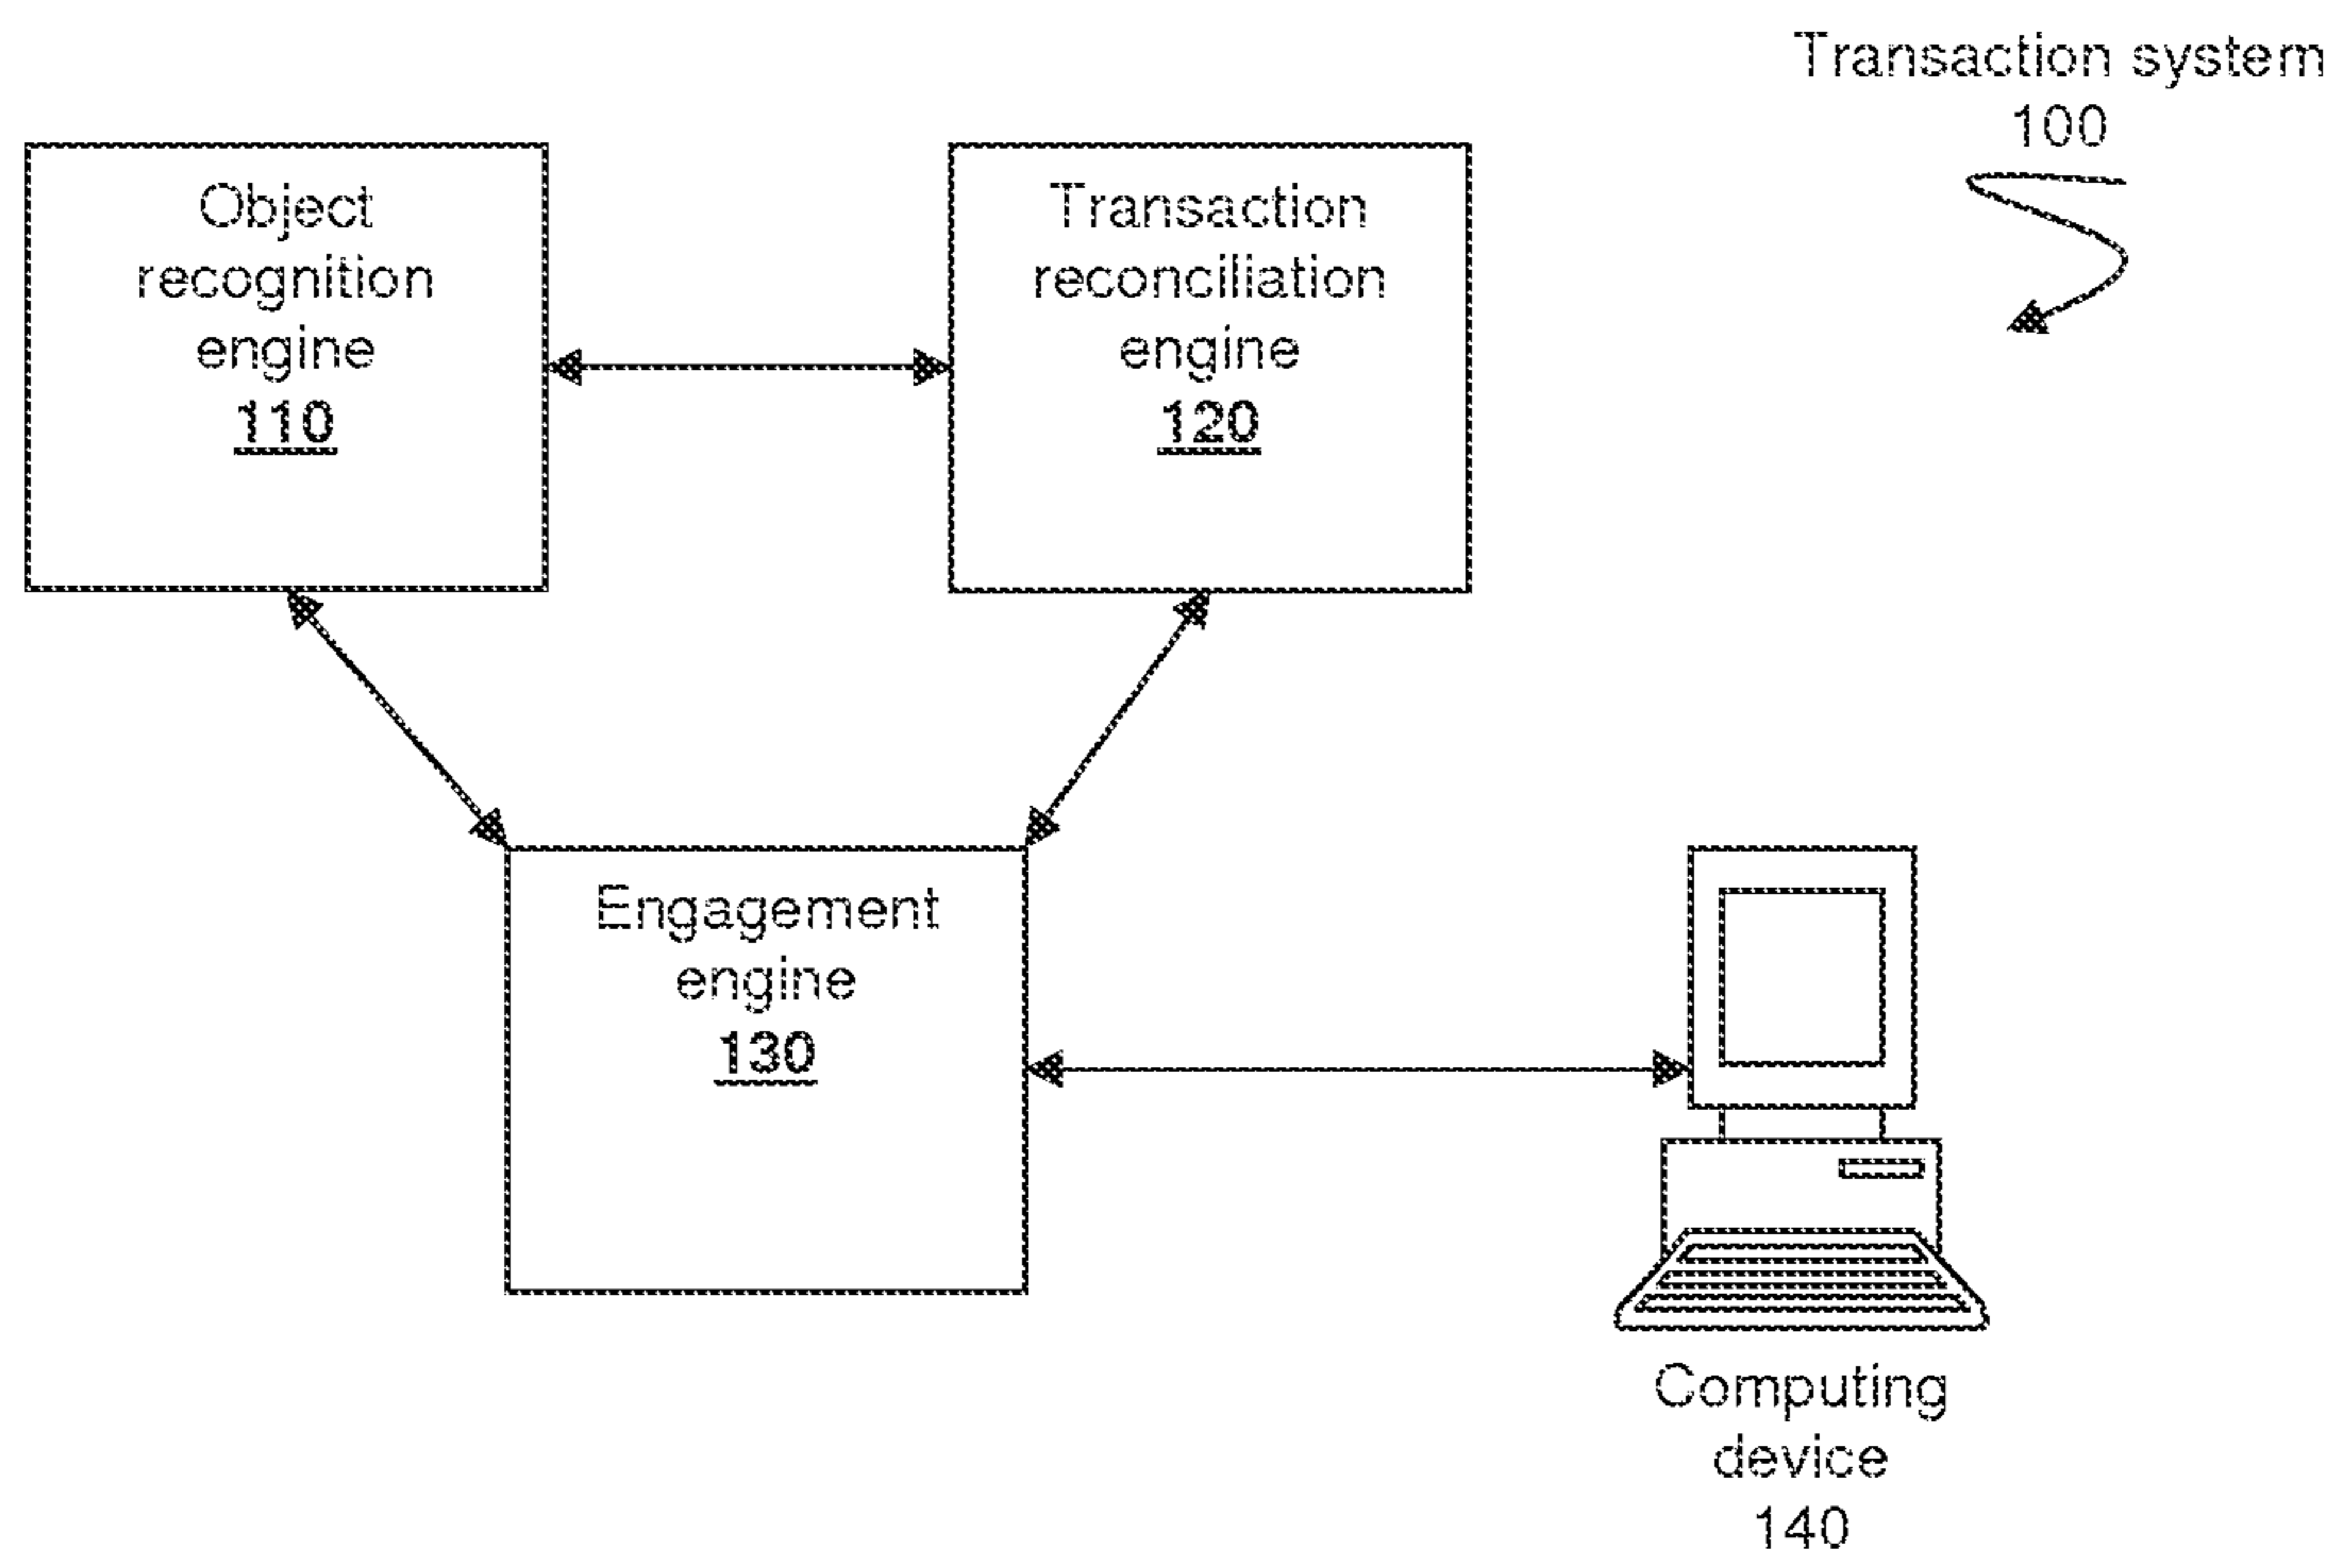 Transaction system
100
Object
recognition
engine
110
Transaction
reconciliation
engine
120
Engagement
engine
130
Computing
device
140